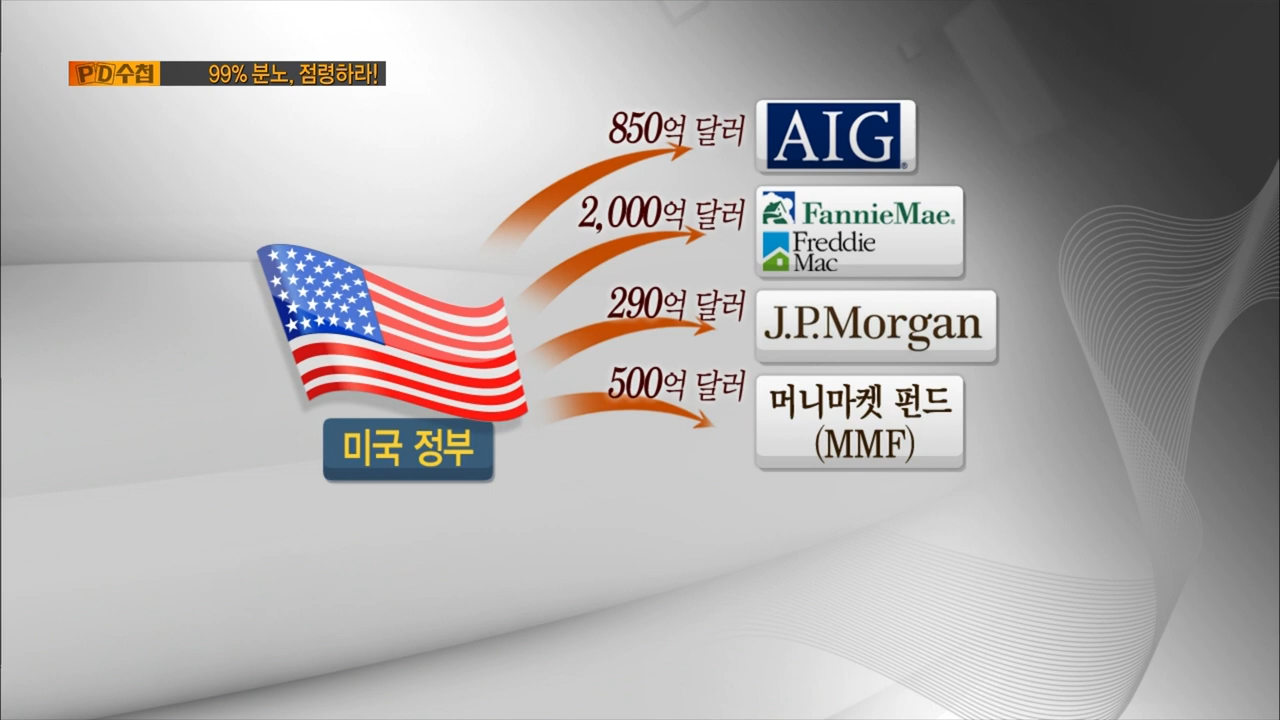 PD수첩 99% 분노, 점령하라!
850억 달러 AIG
2,000억 달러 FannieMae
Freddie
Mac
290억 달러 J.P.Morgan
500억 달러 머니마켓 펀드
(MMF)
미국 정부